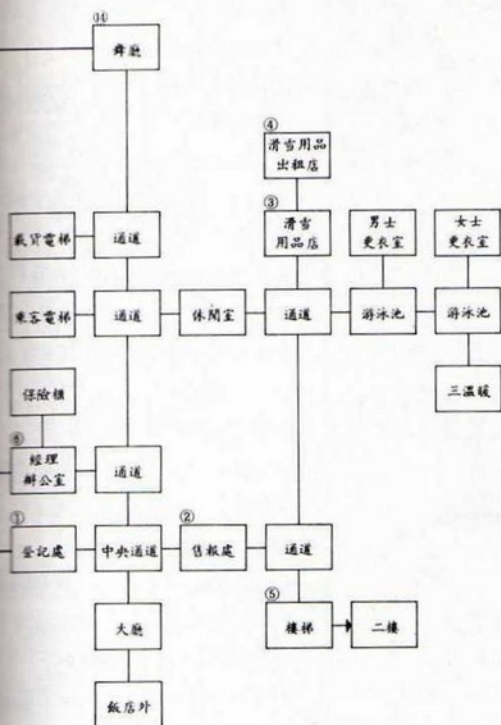 ⑭
舞廳
④
滑雪用品
出租店
③
載貨電梯
通道
滑雪
用品店
男士
更衣室
女士
更衣室
乘客電梯
通道
休閒室
通道
游泳池
游泳池
保險櫃
三溫暖
⑥
經理
辦公室
通道
①
登記處
中央通道
②
售報處
通道
大廳
⑤
樓梯
二樓
飯店外